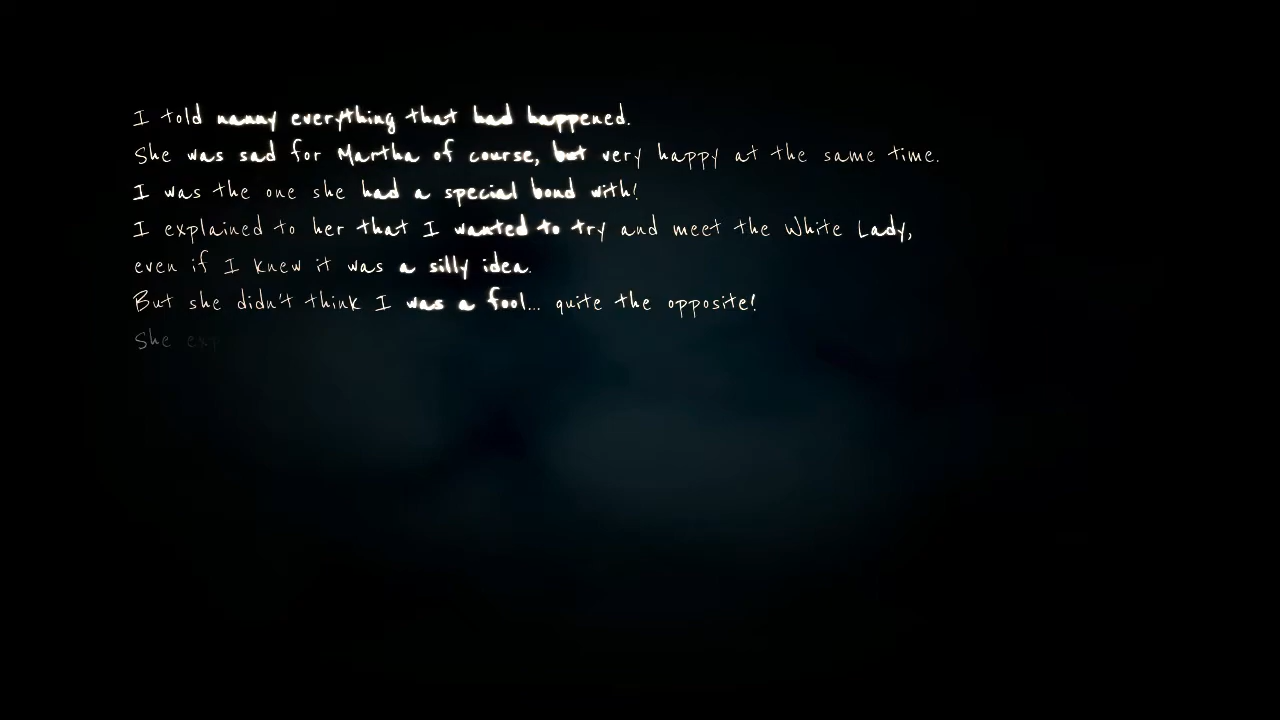 I told nanny everything that had happened.
She was sad for Martha of course, but very happy at the same time.
I was the one she had a special bond with!
I explained to her that I wanted to try and meet the White Lady,
even if I knew it was a silly idea.
But she didn't think I was a fool... quite the opposite!
She